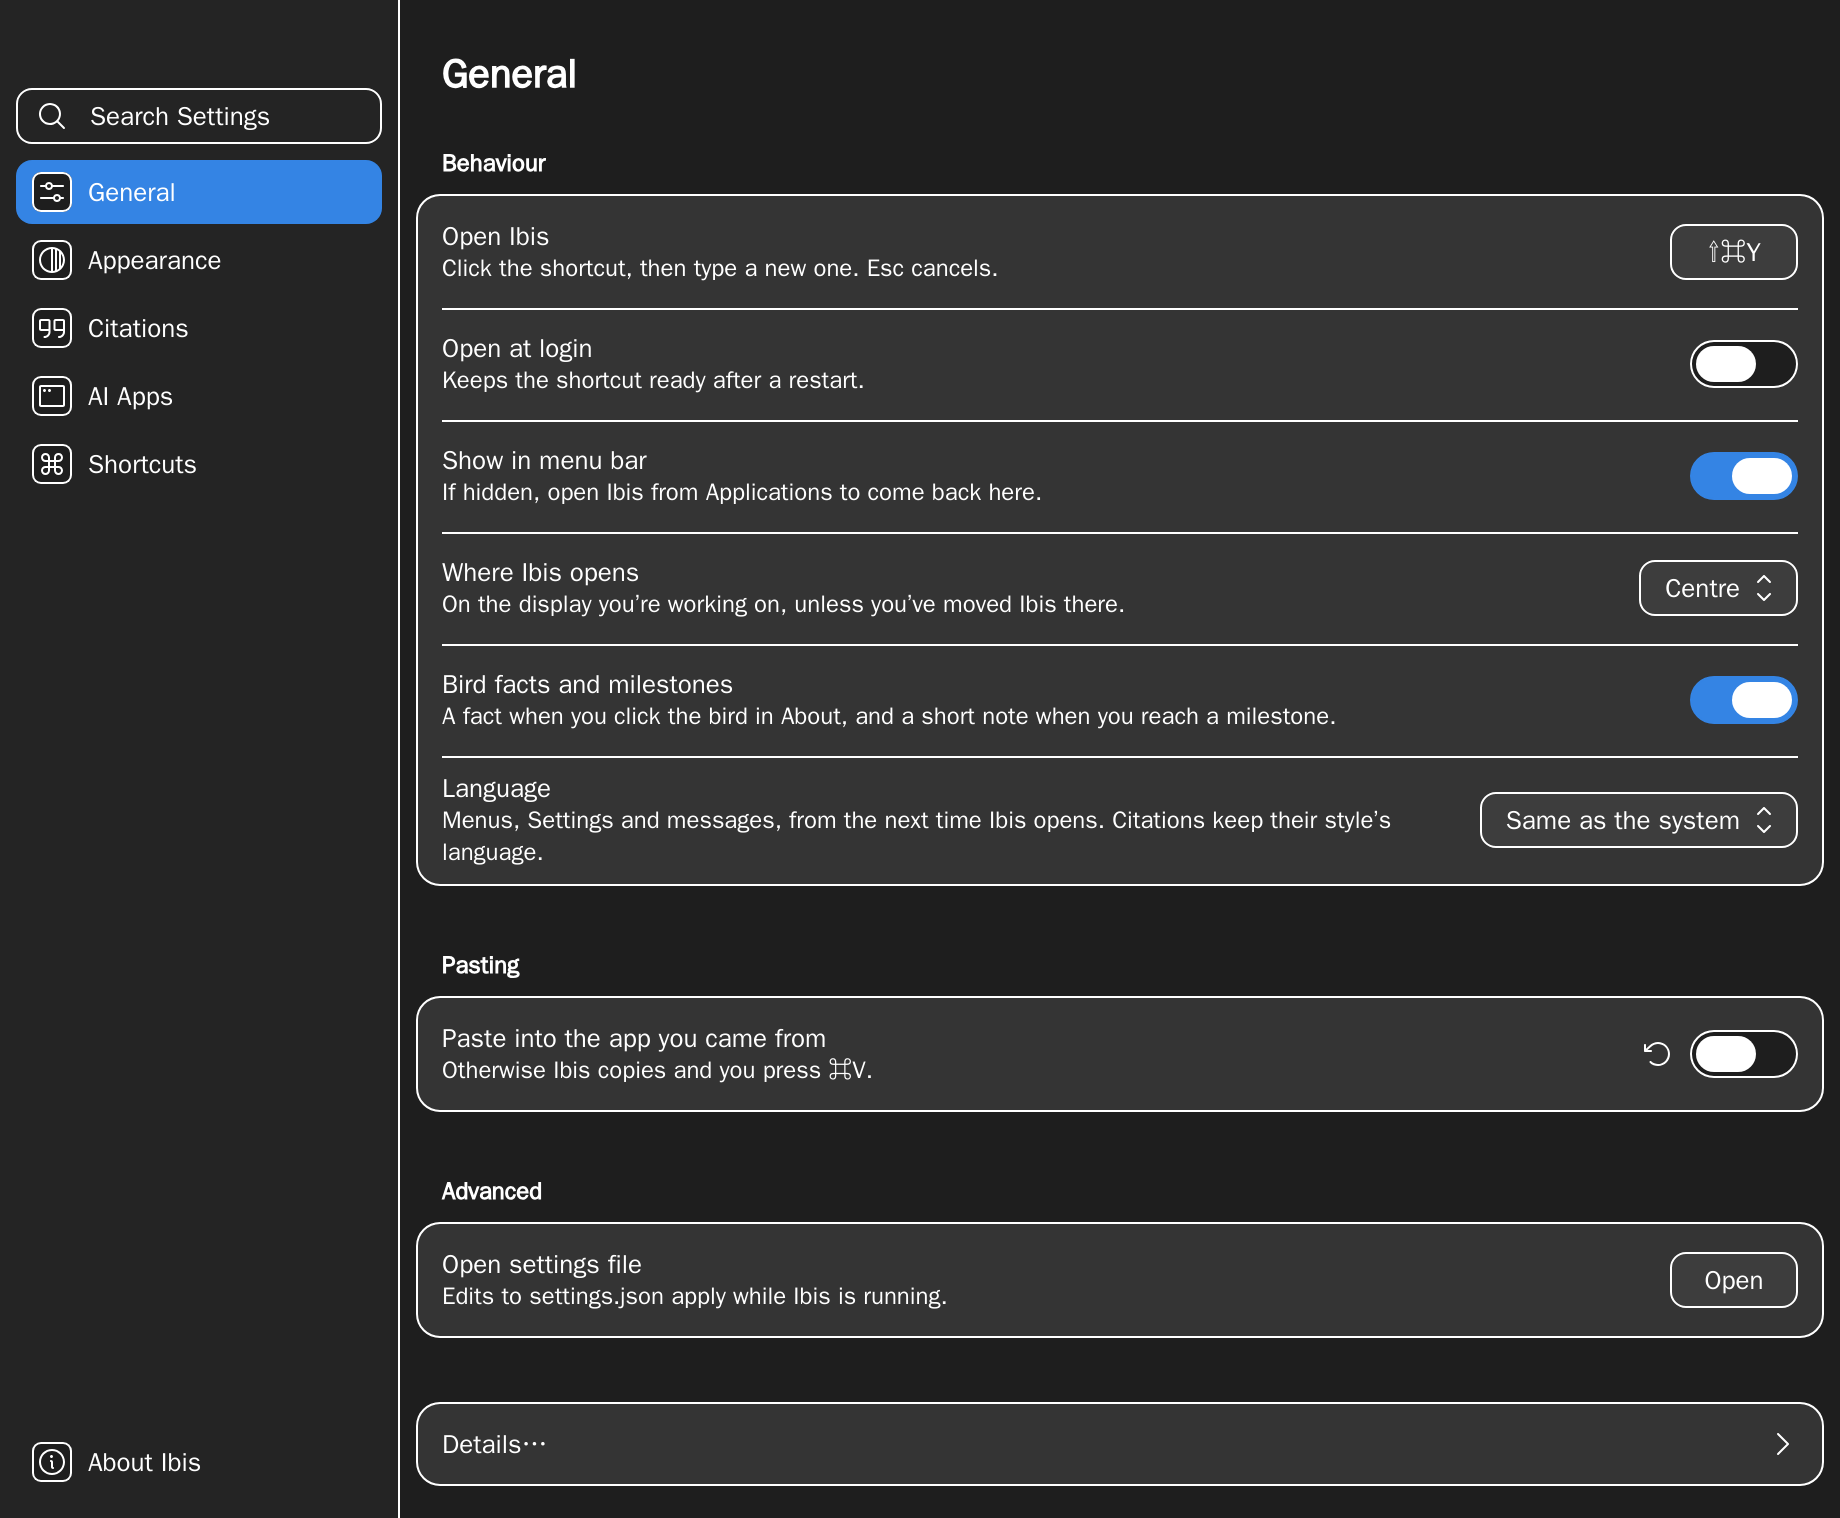 Search Settings
General
Appearance
Citations
AI Apps
Shortcuts
About Ibis
General
Behaviour
Open Ibis
Click the shortcut, then type a new one. Esc cancels.
⇧⌘Y
Open at login
Keeps the shortcut ready after a restart.
Show in menu bar
If hidden, open Ibis from Applications to come back here.
Where Ibis opens
On the display you’re working on, unless you’ve moved Ibis there.
Centre
Bird facts and milestones
A fact when you click the bird in About, and a short note when you reach a milestone.
Language
Menus, Settings and messages, from the next time Ibis opens. Citations keep their style’s
language.
Same as the system
Pasting
Paste into the app you came from
Otherwise Ibis copies and you press ⌘V.
Advanced
Open settings file
Edits to settings.json apply while Ibis is running.
Open
Details…